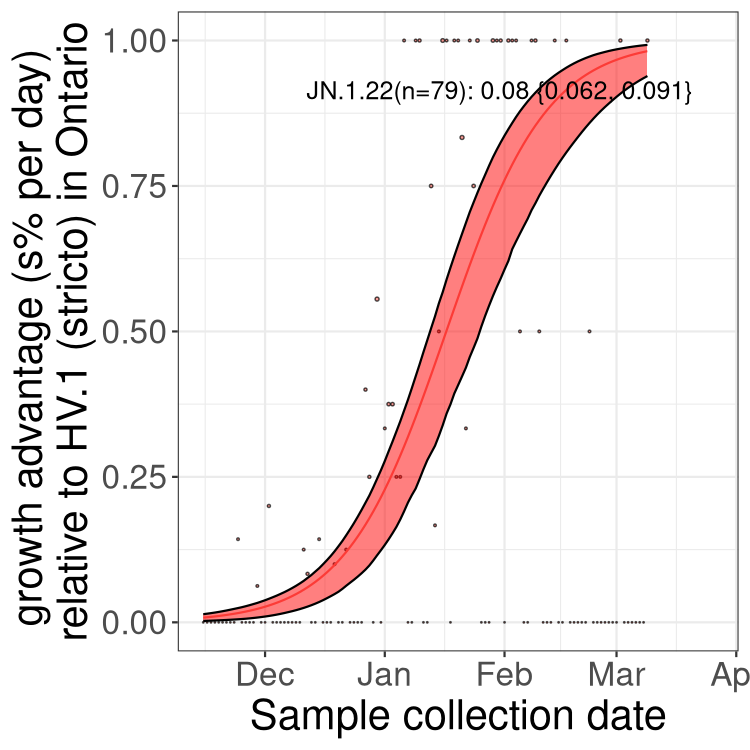 growth advantage (s% per day)
relative to HV.1 (stricto) in Ontario
1.00
0.75
0.50
0.25
0.00
JN.1.22(n=79): 0.08 {0.062, 0.091}
Dec Jan Feb Mar Ap
Sample collection date